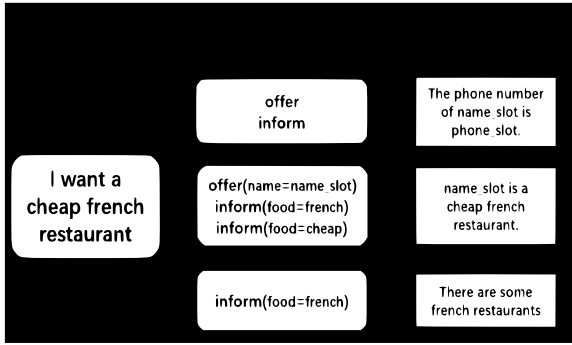 I want a
cheap french
restaurant
offer
inform
The phone number
of name_slot is
phone_slot.
offer(name=name_slot)
inform(food=french)
inform(food=cheap)
name_slot is a
cheap french
restaurant.
inform(food=french)
There are some
french restaurants